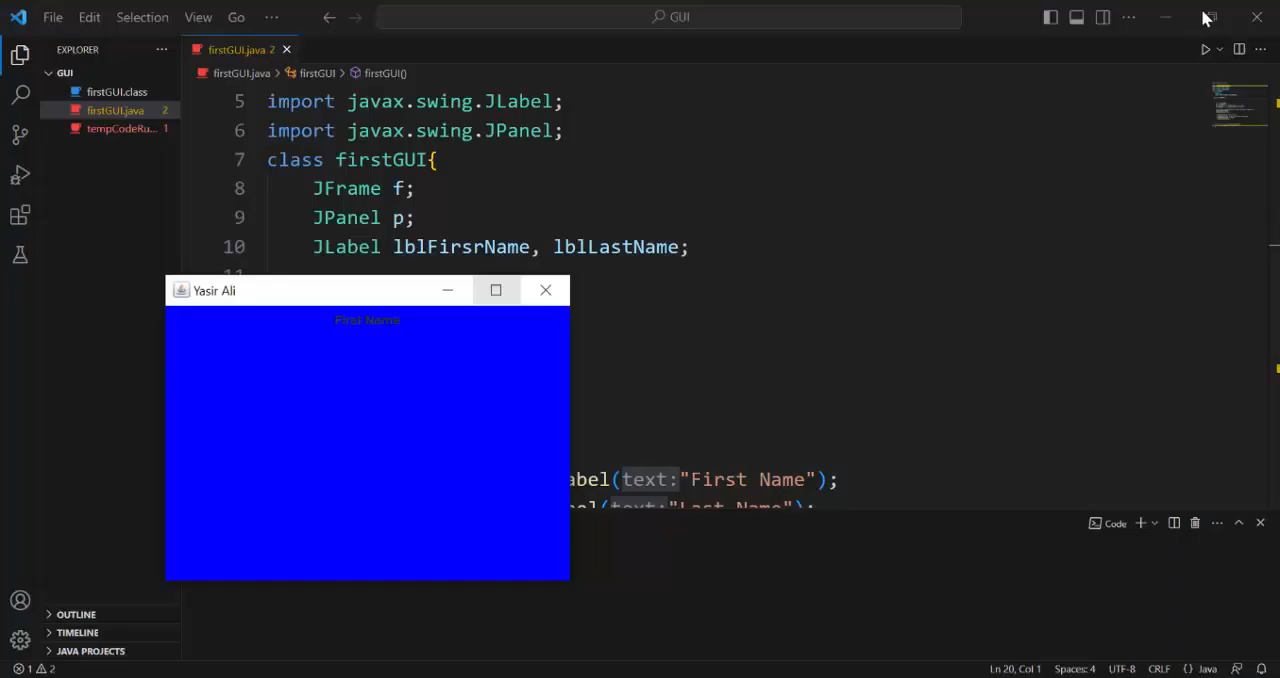 File Edit Selection View Go ··· GUI
EXPLORER ···
firstGUI.java 2
GUI
firstGUI.java > firstGUI > firstGUI()
firstGUI.class
firstGUI.java 2
tempCodeRu... 1
5 import javax.swing.JLabel;
6 import javax.swing.JPanel;
7 class firstGUI{
8 JFrame f;
9 JPanel p;
10 JLabel lblFirsrName, lblLastName;
Yasir Ali
First Name
abel(text:"First Name");
Code
OUTLINE
TIMELINE
JAVA PROJECTS
1 2 Ln 20, Col 1 Spaces: 4 UTF-8 CRLF {} Java